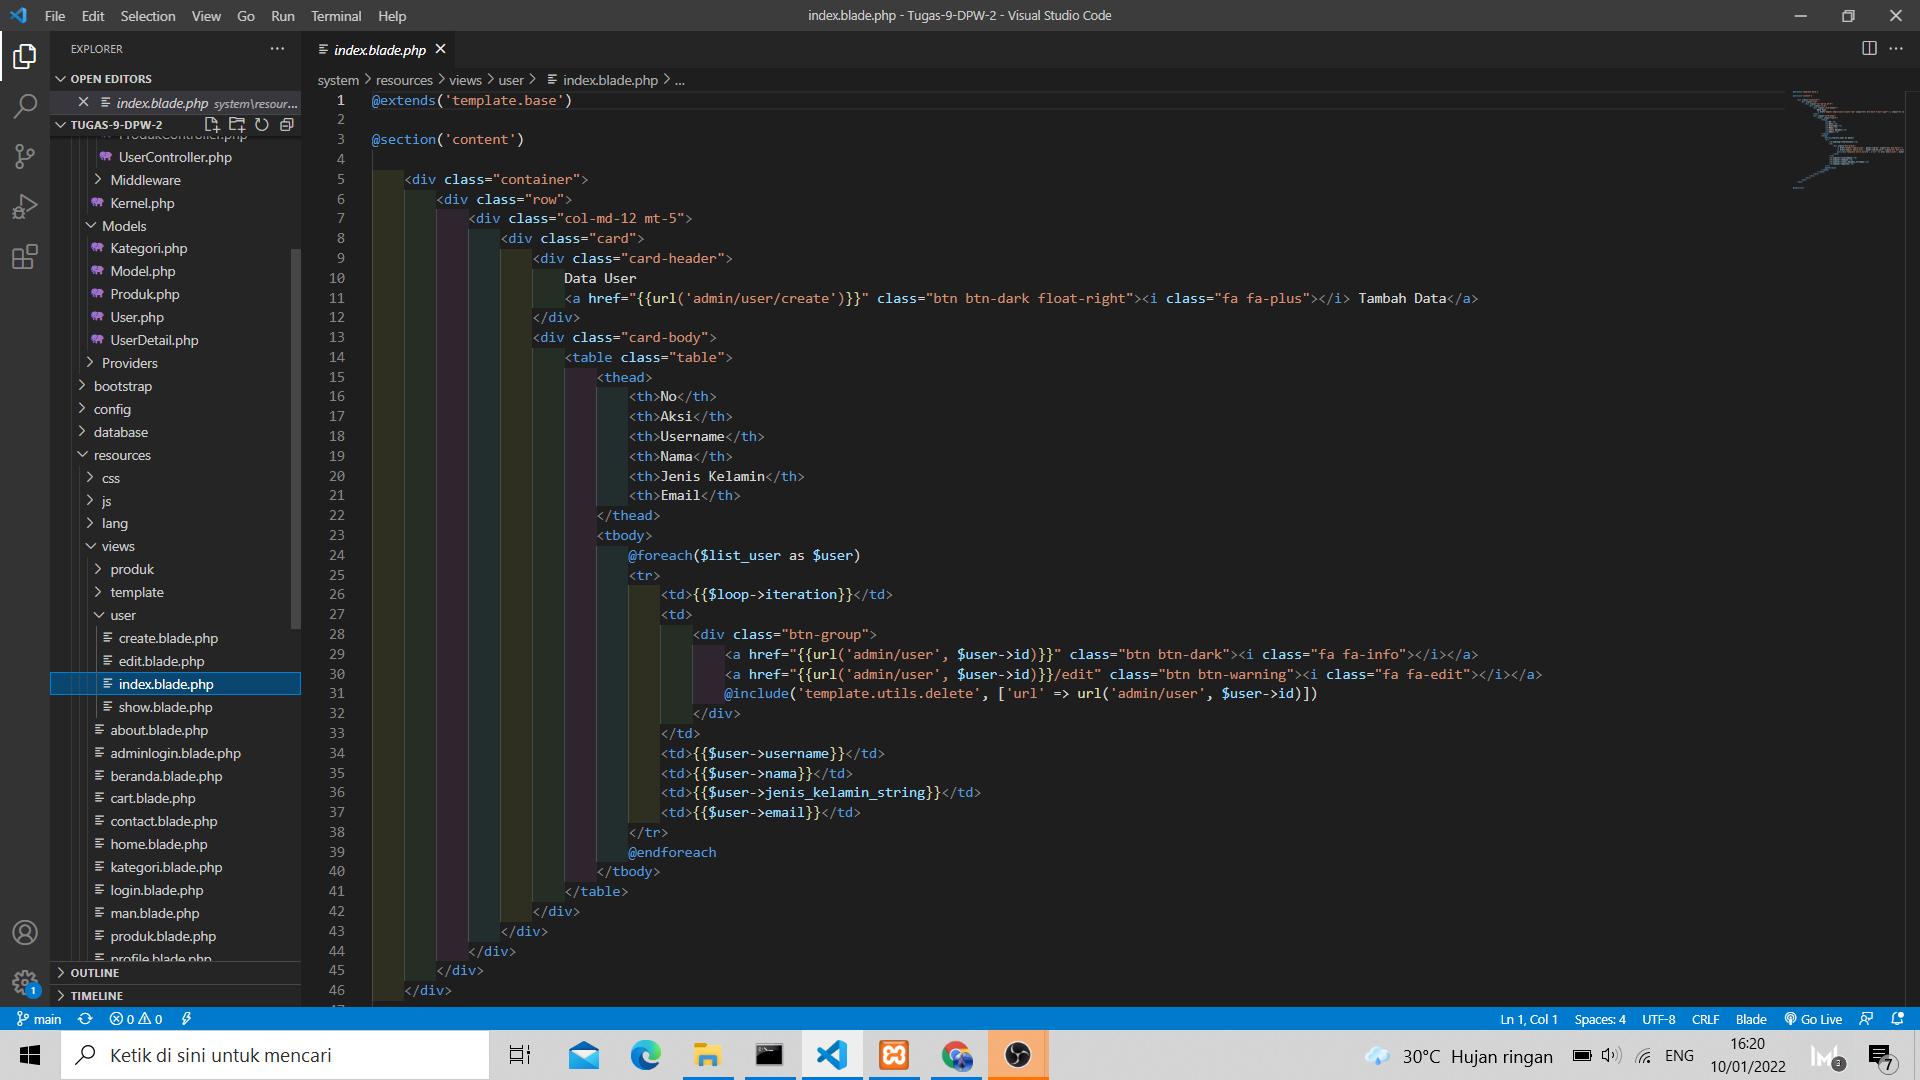 File Edit Selection View Go Run Terminal Help
index.blade.php - Tugas-9-DPW-2 - Visual Studio Code
EXPLORER
OPEN EDITORS
index.blade.php system\resour...
TUGAS-9-DPW-2
ProdukController.php
UserController.php
Middleware
Kernel.php
Models
Kategori.php
Model.php
Produk.php
User.php
UserDetail.php
Providers
bootstrap
config
database
resources
css
js
lang
views
produk
template
user
create.blade.php
edit.blade.php
index.blade.php
show.blade.php
about.blade.php
adminlogin.blade.php
beranda.blade.php
cart.blade.php
contact.blade.php
home.blade.php
kategori.blade.php
login.blade.php
man.blade.php
produk.blade.php
profile.blade.php
OUTLINE
TIMELINE
index.blade.php
system > resources > views > user > index.blade.php > ...
1 @extends('template.base')
2
3 @section('content')
4
5 <div class="container">
6 <div class="row">
7 <div class="col-md-12 mt-5">
8 <div class="card">
9 <div class="card-header">
10 Data User
11 <a href="{{url('admin/user/create')}}" class="btn btn-dark float-right"><i class="fa fa-plus"></i> Tambah Data</a>
12 </div>
13 <div class="card-body">
14 <table class="table">
15 <thead>
16 <th>No</th>
17 <th>Aksi</th>
18 <th>Username</th>
19 <th>Nama</th>
20 <th>Jenis Kelamin</th>
21 <th>Email</th>
22 </thead>
23 <tbody>
24 @foreach($list_user as $user)
25 <tr>
26 <td>{{$loop->iteration}}</td>
27 <td>
28 <div class="btn-group">
29 <a href="{{url('admin/user', $user->id)}}" class="btn btn-dark"><i class="fa fa-info"></i></a>
30 <a href="{{url('admin/user', $user->id)}}/edit" class="btn btn-warning"><i class="fa fa-edit"></i></a>
31 @include('template.utils.delete', ['url' => url('admin/user', $user->id)])
32 </div>
33 </td>
34 <td>{{$user->username}}</td>
35 <td>{{$user->nama}}</td>
36 <td>{{$user->jenis_kelamin_string}}</td>
37 <td>{{$user->email}}</td>
38 </tr>
39 @endforeach
40 </tbody>
41 </table>
42 </div>
43 </div>
44 </div>
45 </div>
46 </div>
1
main 0 0
Ln 1, Col 1 Spaces: 4 UTF-8 CRLF Blade Go Live
Ketik di sini untuk mencari
30°C Hujan ringan
ENG
16:20
10/01/2022
3
7